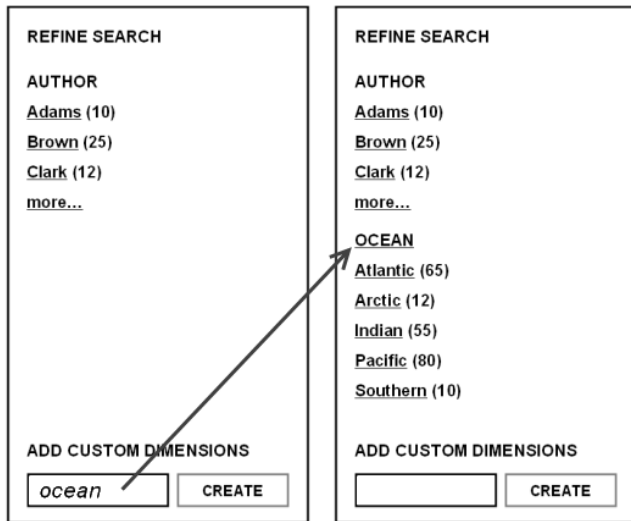 REFINE SEARCH
AUTHOR
Adams (10)
Brown (25)
Clark (12)
more...
ADD CUSTOM DIMENSIONS
ocean
CREATE
REFINE SEARCH
AUTHOR
Adams (10)
Brown (25)
Clark (12)
more...
OCEAN
Atlantic (65)
Arctic (12)
Indian (55)
Pacific (80)
Southern (10)
ADD CUSTOM DIMENSIONS
CREATE